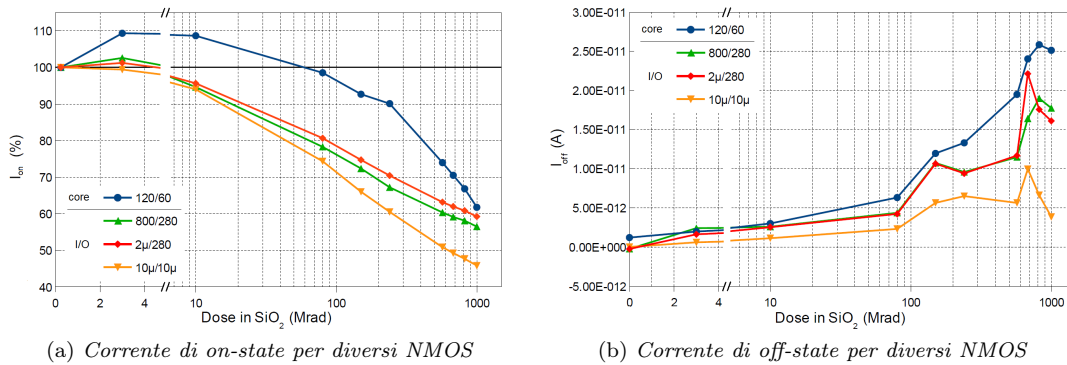 110
100
90
80
70
60
50
40
I_on (%)
core
120/60
800/280
I/O
2µ/280
10µ/10µ
0
2
4
//
//
10
100
1000
Dose in SiO₂ (Mrad)
(a) Corrente di on-state per diversi NMOS
3.00E-011
2.50E-011
2.00E-011
1.50E-011
1.00E-011
5.00E-012
0.00E+000
-5.00E-012
I_off (A)
core
120/60
800/280
I/O
2µ/280
10µ/10µ
0
2
4
//
//
10
100
1000
Dose in SiO₂ (Mrad)
(b) Corrente di off-state per diversi NMOS